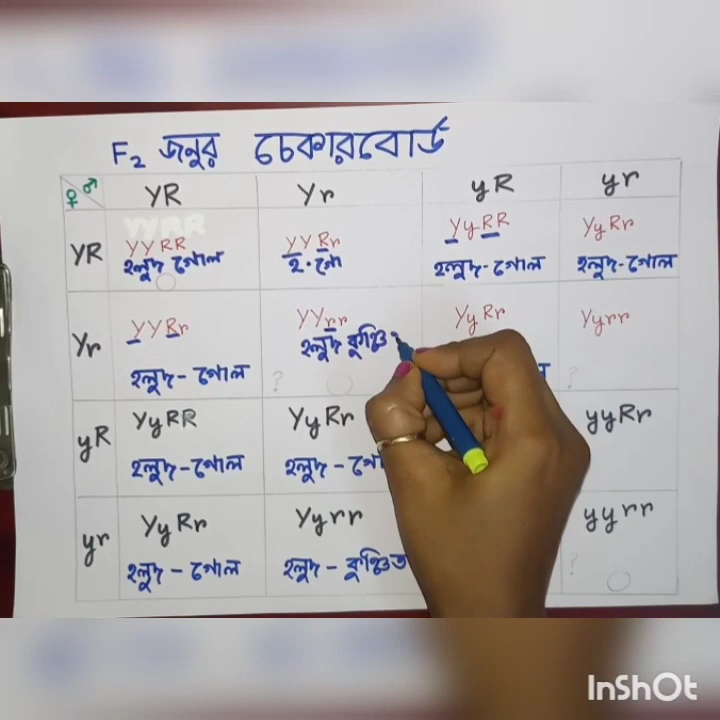 F₂ জনুর চেকারবোর্ড
♀ ♂ YR Yr yR yr
YR
YYRR
হলুদ গোল
YYRr
হ. গো
YyRR
হলুদ-গোল
YyRr
হলুদ-গোল
Yr
YYRr
হলুদ-গোল
YYrr
হলুদ কুঞ্চি
?
YyRr
Yyrr
?
yR
YyRR
হলুদ-গোল
YyRr
হলুদ-গো
yyRr
yr
YyRr
হলুদ-গোল
Yyrr
হলুদ-কুঞ্চিত
yyrr
?
InShOt